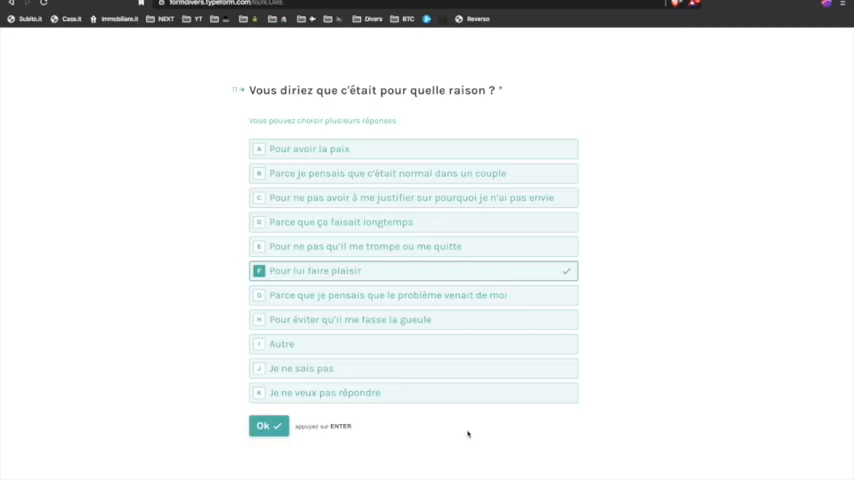 formdivers.typeform.com
Subito.it Casa.it Immobiliare.it NEXT YT Divers BTC Reverso
11 → Vous diriez que c'était pour quelle raison ? *
Vous pouvez choisir plusieurs réponses
A Pour avoir la paix
B Parce je pensais que c'était normal dans un couple
C Pour ne pas avoir à me justifier sur pourquoi je n'ai pas envie
D Parce que ça faisait longtemps
E Pour ne pas qu'il me trompe ou me quitte
F Pour lui faire plaisir
G Parce que je pensais que le problème venait de moi
H Pour éviter qu'il me fasse la gueule
I Autre
J Je ne sais pas
K Je ne veux pas répondre
Ok appuyez sur ENTER